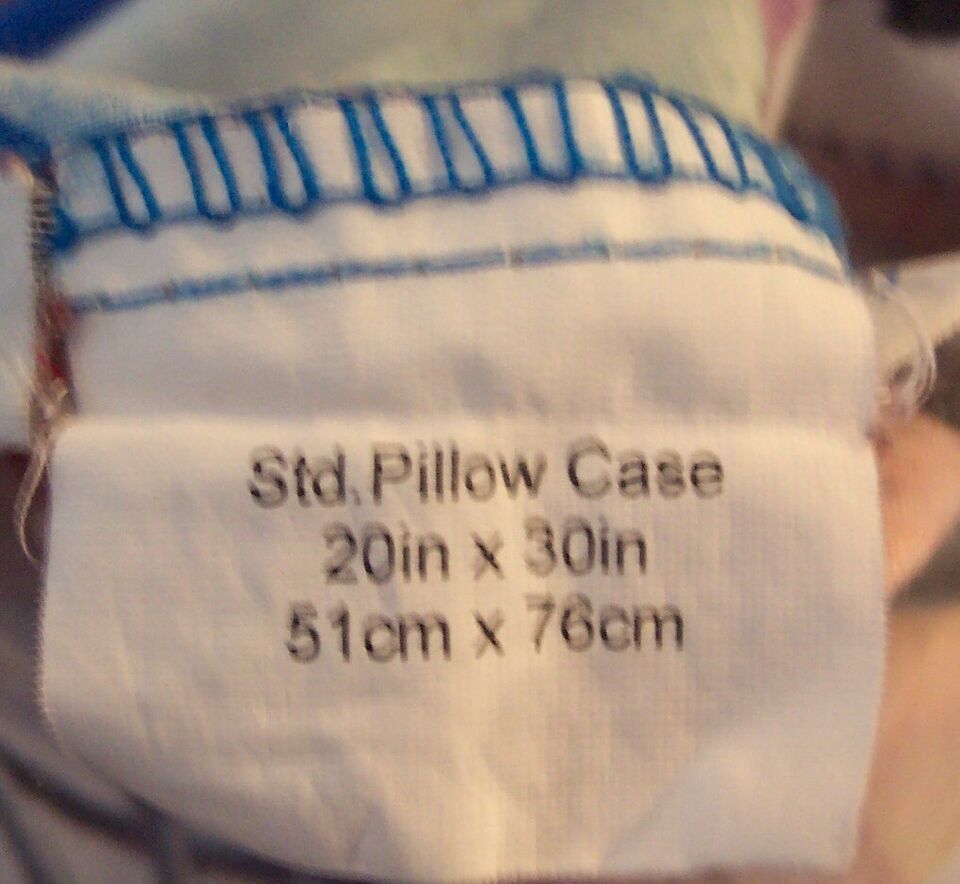 Std. Pillow Case
20in x 30in
51cm x 76cm